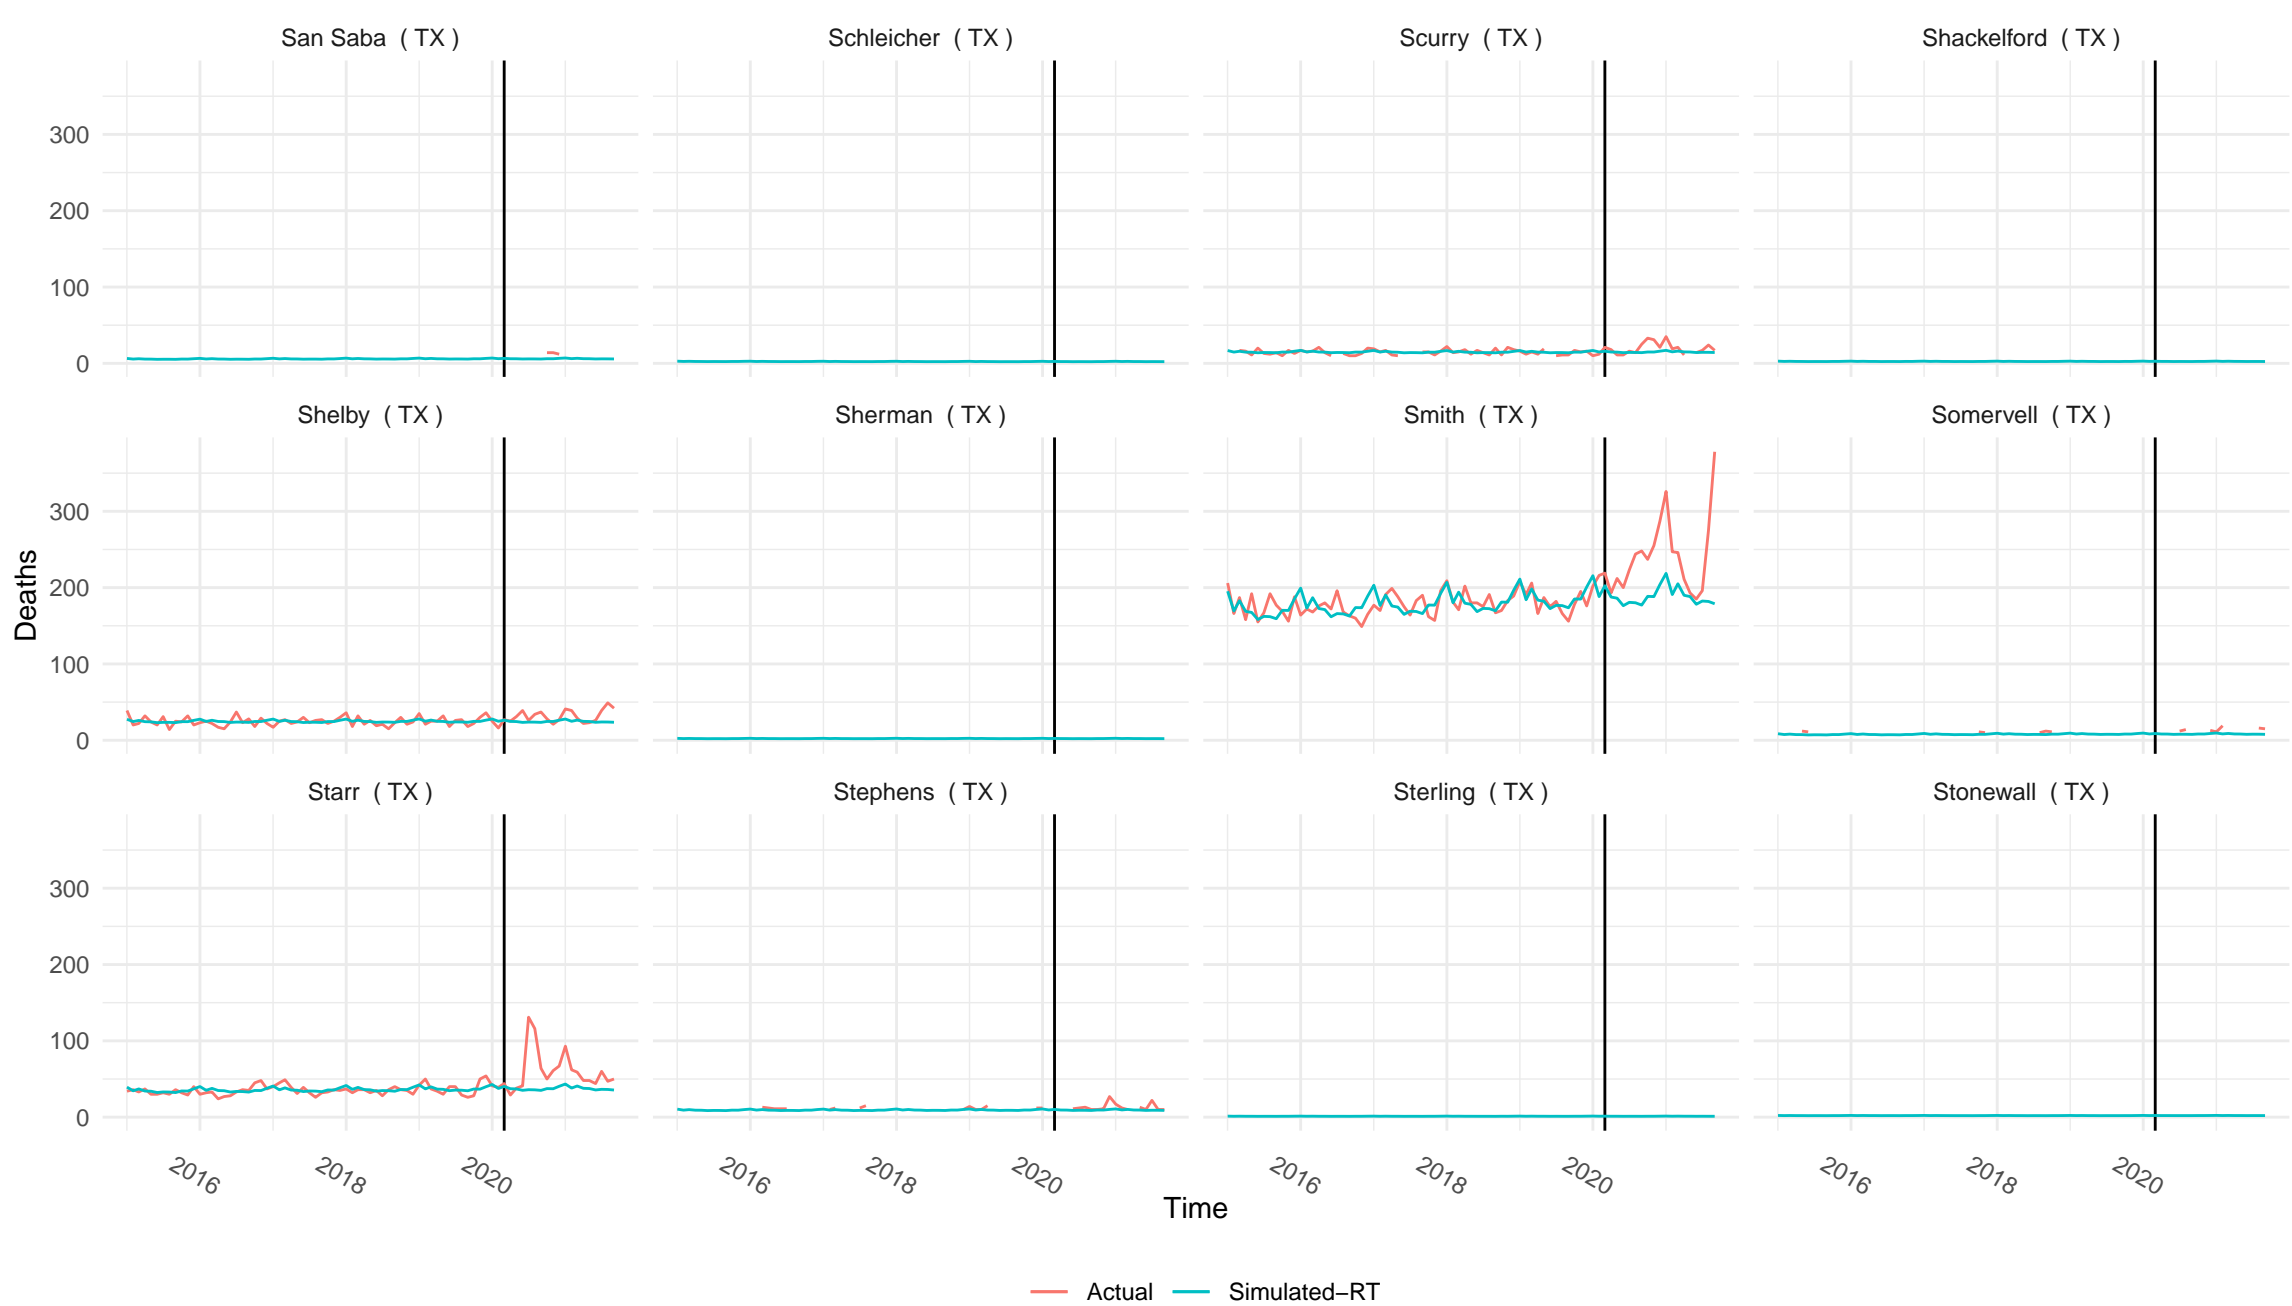 San Saba ( TX )
Schleicher ( TX )
Scurry ( TX )
Shackelford ( TX )
300
200
100
0
Shelby ( TX )
Sherman ( TX )
Smith ( TX )
Somervell ( TX )
300
200
100
0
Deaths
Starr ( TX )
Stephens ( TX )
Sterling ( TX )
Stonewall ( TX )
300
200
100
0
2016 2018 2020
2016 2018 2020
2016 2018 2020
2016 2018 2020
Time
Actual Simulated−RT